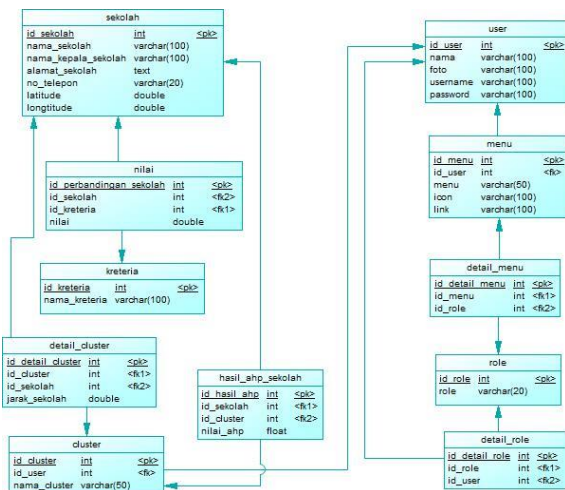 sekolah
id_sekolah int <pk>
nama_sekolah varchar(100)
nama_kepala_sekolah varchar(100)
alamat_sekolah text
no_telepon varchar(20)
latitude double
longtitude double
user
id_user int <pk>
nama varchar(100)
foto varchar(100)
username varchar(100)
password varchar(100)
nilai
id_perbandingan_sekolah int <pk>
id_sekolah int <fk2>
id_kreteria int <fk1>
nilai double
menu
id_menu int <pk>
id_user int <fk>
menu varchar(50)
icon varchar(100)
link varchar(100)
kreteria
id_kreteria int <pk>
nama_kreteria varchar(100)
detail_menu
id_detail_menu int <pk>
id_menu int <fk1>
id_role int <fk2>
detail_cluster
id_detail_cluster int <pk>
id_cluster int <fk1>
id_sekolah int <fk2>
jarak_sekolah double
hasil_ahp_sekolah
id_hasil_ahp int <pk>
id_sekolah int <fk1>
id_cluster int <fk2>
nilai_ahp float
role
id_role int <pk>
role varchar(20)
cluster
id_cluster int <pk>
id_user int <fk>
nama_cluster varchar(50)
detail_role
id_detail_role int <pk>
id_role int <fk1>
id_user int <fk2>